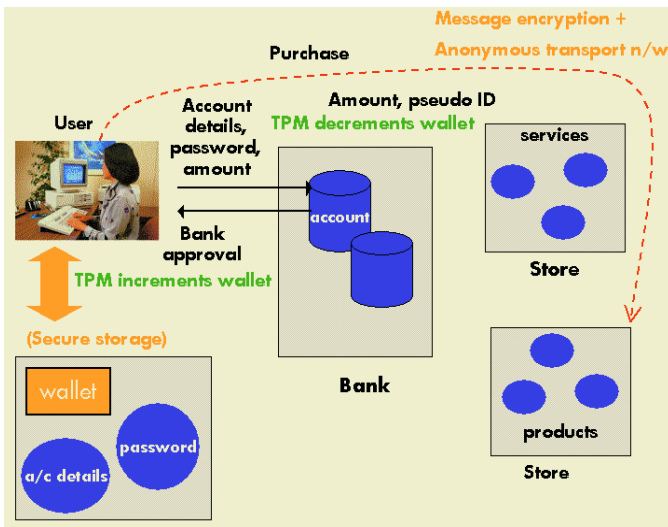 Message encryption +
Anonymous transport n/w
Purchase
Amount, pseudo ID
TPM decrements wallet
User
Account
details,
password,
amount
services
account
Bank
approval
TPM increments wallet
Store
(Secure storage)
Bank
wallet
password
a/c details
products
Store